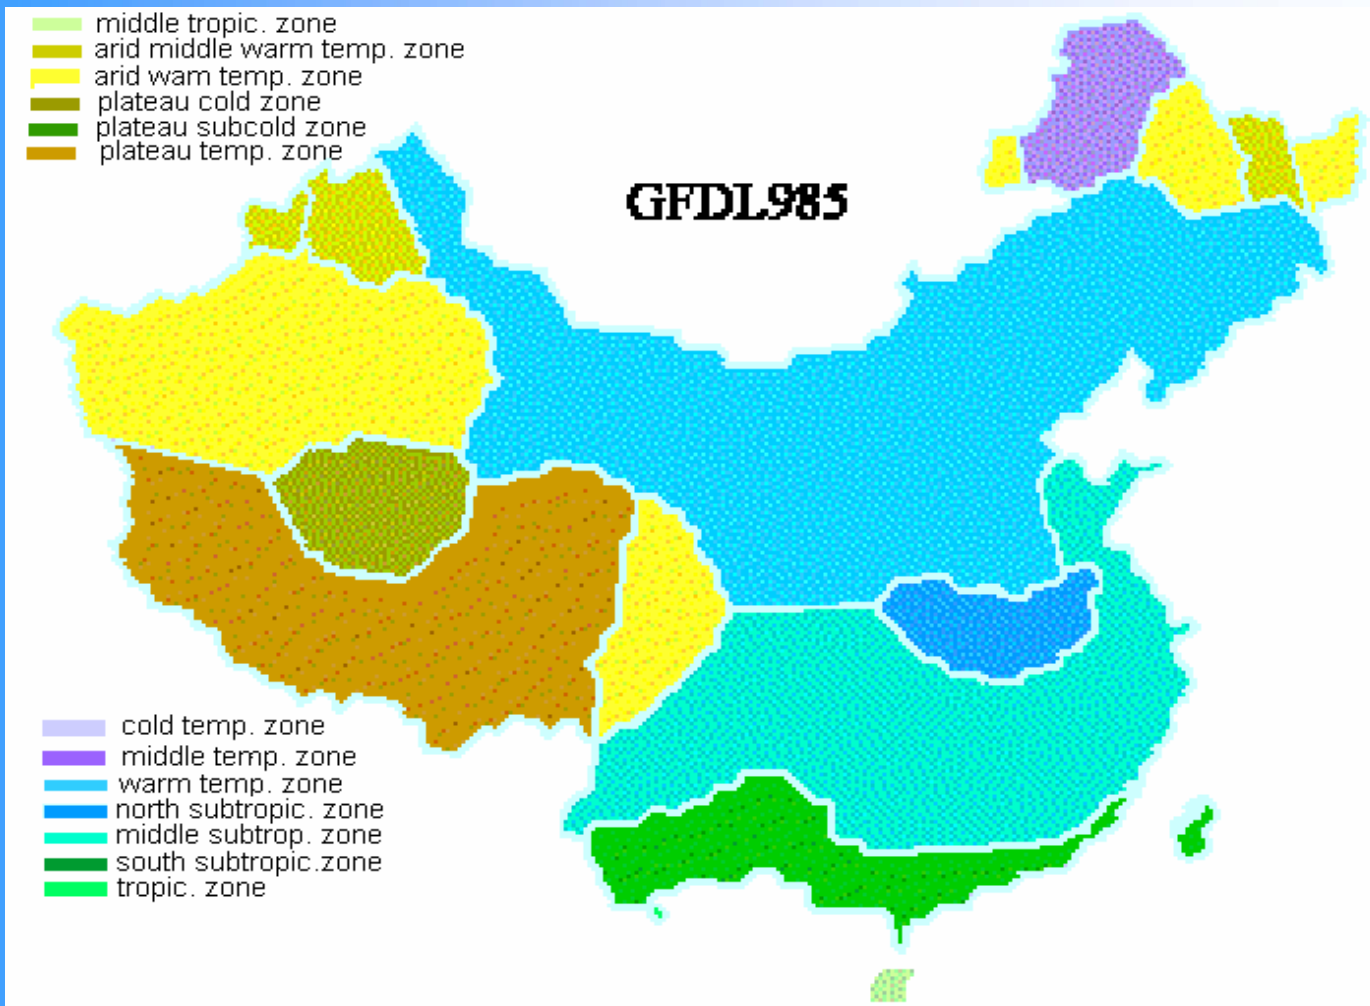 middle tropic. zone
arid middle warm temp. zone
arid wam temp. zone
plateau cold zone
plateau subcold zone
plateau temp. zone
GFDL985
cold temp. zone
middle temp. zone
warm temp. zone
north subtropic. zone
middle subtrop. zone
south subtropic.zone
tropic. zone